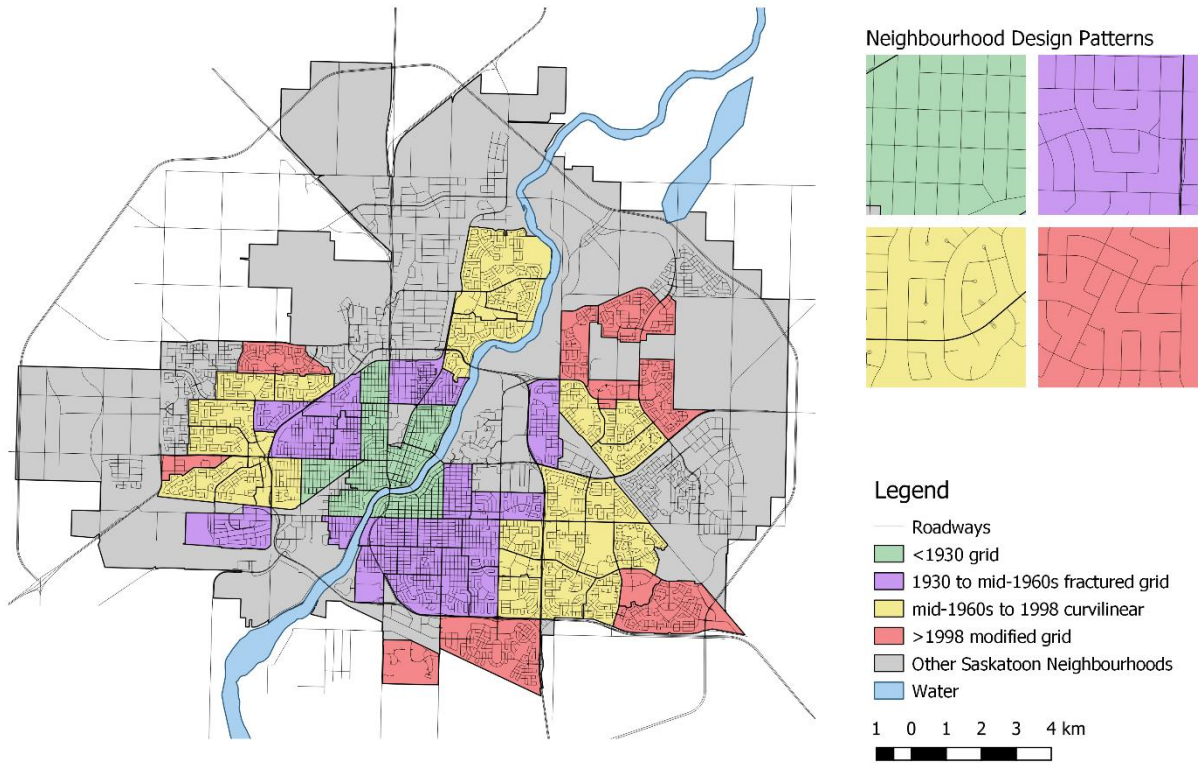 Neighbourhood Design Patterns
Legend
Roadways
<1930 grid
1930 to mid-1960s fractured grid
mid-1960s to 1998 curvilinear
>1998 modified grid
Other Saskatoon Neighbourhoods
Water
1 0 1 2 3 4 km